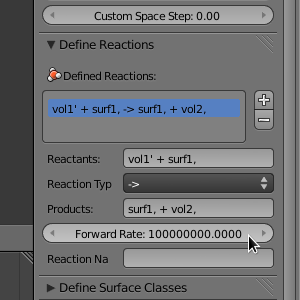 Custom Space Step: 0.00
Define Reactions
Defined Reactions:
vol1' + surf1, -> surf1, + vol2,
Reactants: vol1' + surf1,
Reaction Typ ->
Products: surf1, + vol2,
Forward Rate: 100000000.0000
Reaction Na
Define Surface Classes